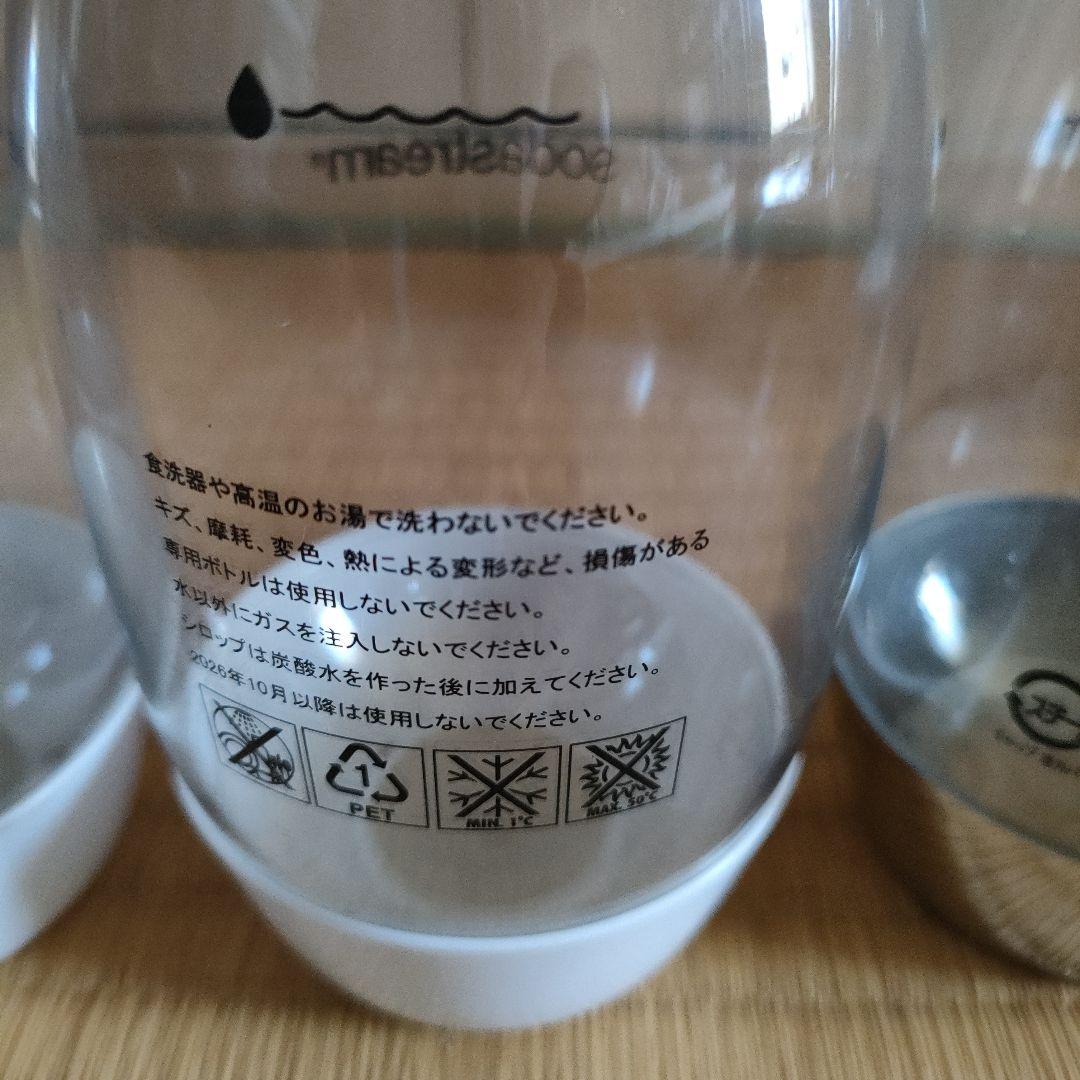 sodastream
食洗器や高温のお湯で洗わないでください。
キズ、摩耗、変色、熱による変形など、損傷がある
専用ボトルは使用しないでください。
水以外にガスを注入しないでください。
シロップは炭酸水を作った後に加えてください。
2026年10月以降は使用しないでください。
1
PET
MIN. 1°C
MAX. 50°C